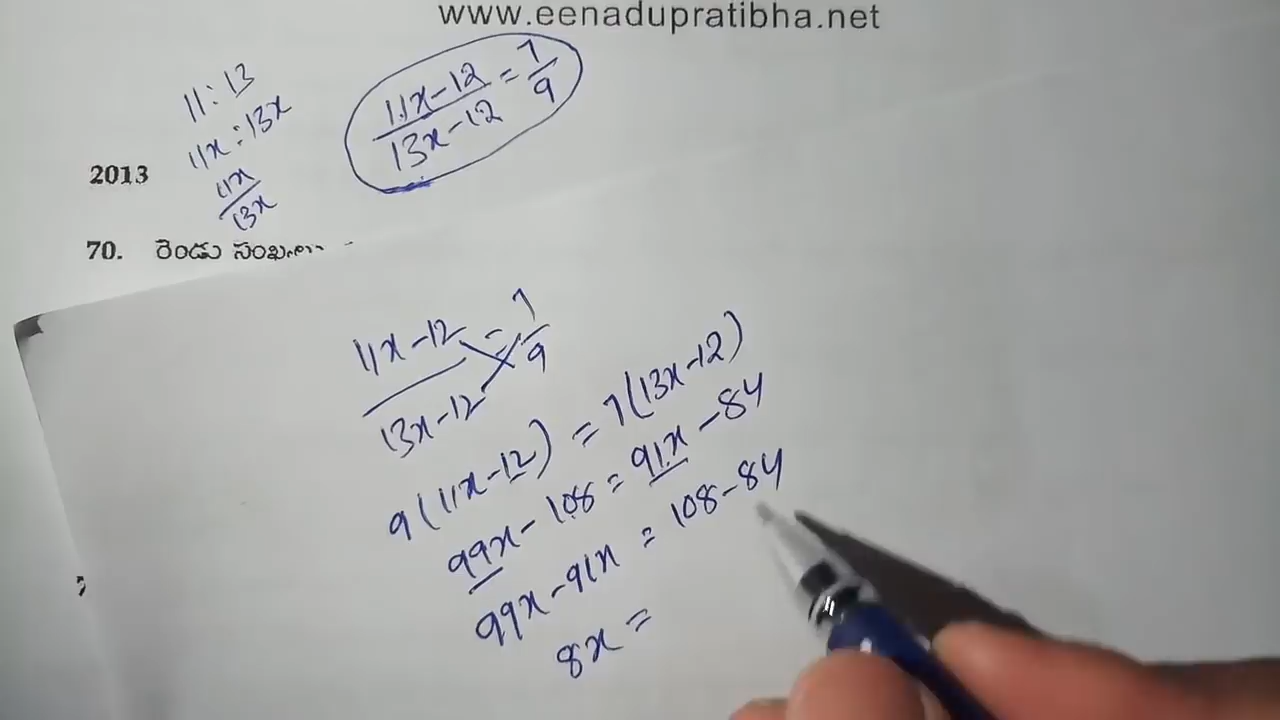 www.eenadupratibha.net
11:13
11x:13x
11x/13x
(11x-12)/(13x-12) = 7/9
2013
70. రెండు
(11x-12)/(13x-12) = 7/9
9(11x-12) = 7(13x-12)
99x-108 = 91x-84
99x-91x = 108-84
8x =